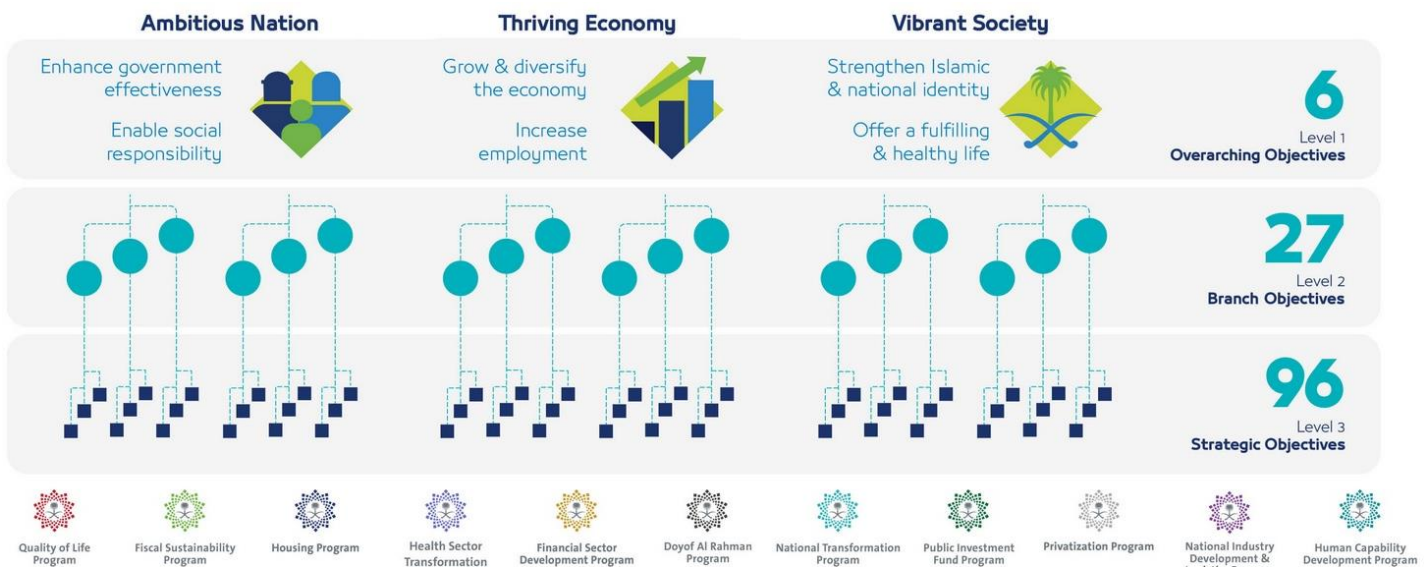 Ambitious Nation
Thriving Economy
Vibrant Society
Enhance government
effectiveness
Enable social
responsibility
Grow & diversify
the economy
Increase
employment
Strengthen Islamic
& national identity
Offer a fulfilling
& healthy life
6
Level 1
Overarching Objectives
27
Level 2
Branch Objectives
96
Level 3
Strategic Objectives
Quality of Life
Program
Fiscal Sustainability
Program
Housing Program
Health Sector
Transformation
Financial Sector
Development Program
Doyof Al Rahman
Program
National Transformation
Program
Public Investment
Fund Program
Privatization Program
National Industry
Development &
Human Capability
Development Program